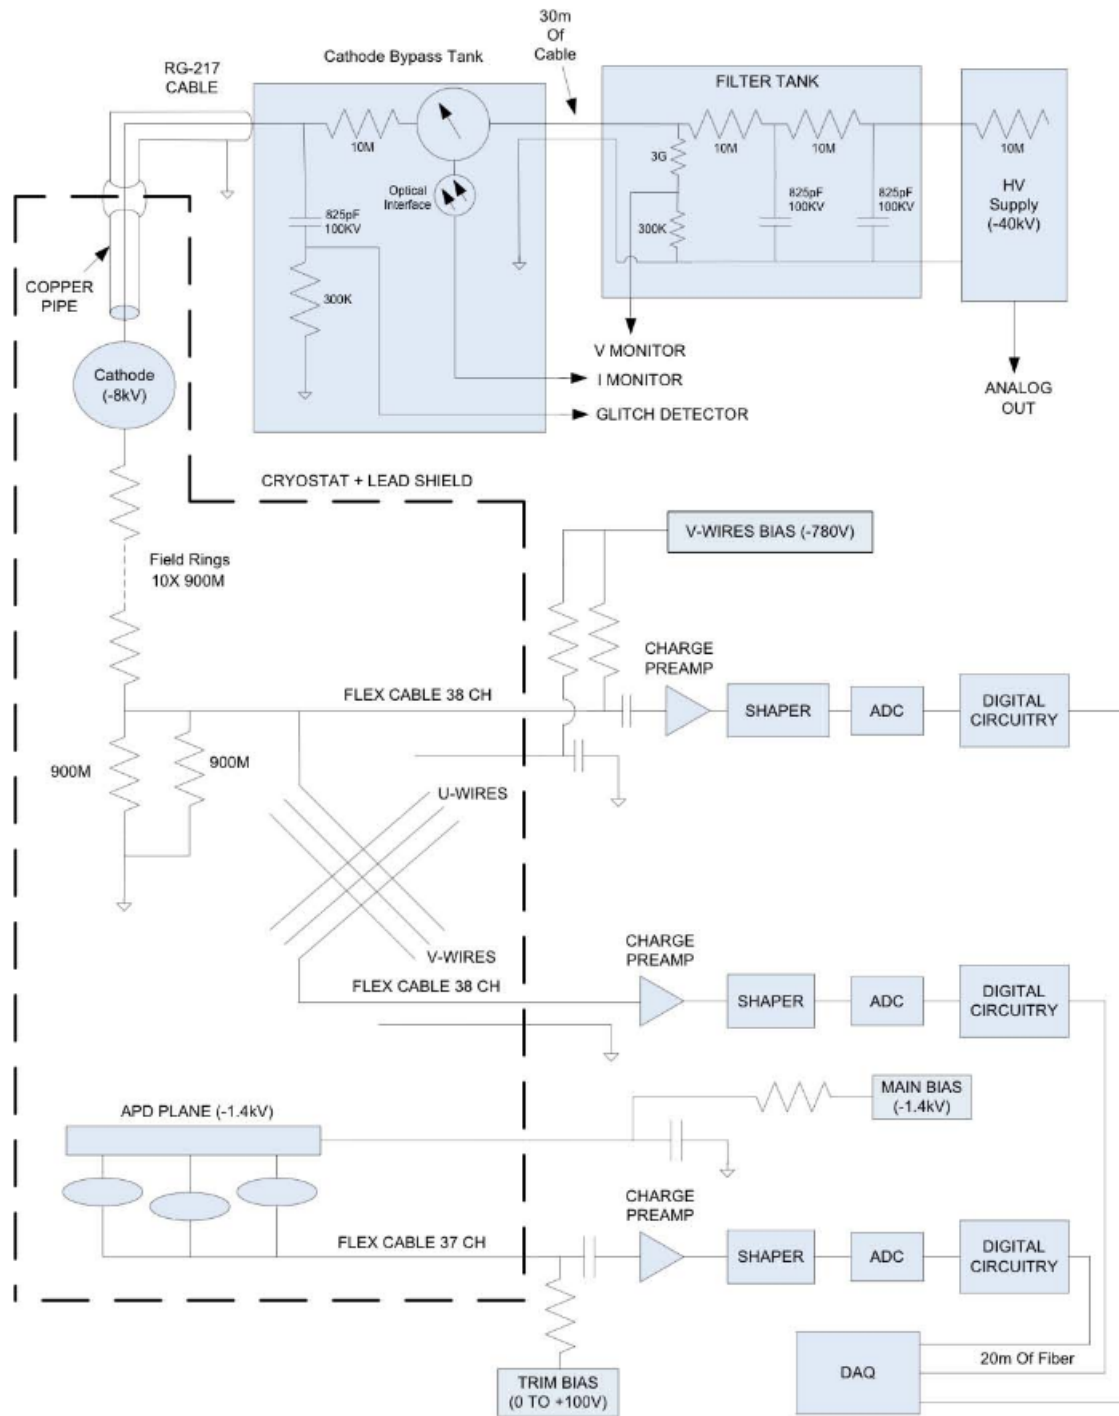 30m
Of
Cable
Cathode Bypass Tank
RG-217
CABLE
FILTER TANK
10M
10M
10M
10M
3G
Optical
Interface
HV
Supply
(-40kV)
825pF
100KV
825pF
100KV
825pF
100KV
300K
COPPER
PIPE
300K
V MONITOR
I MONITOR
GLITCH DETECTOR
ANALOG
OUT
Cathode
(-8kV)
CRYOSTAT + LEAD SHIELD
V-WIRES BIAS (-780V)
Field Rings
10X 900M
CHARGE
PREAMP
FLEX CABLE 38 CH
SHAPER
ADC
DIGITAL
CIRCUITRY
900M
900M
U-WIRES
V-WIRES
CHARGE
PREAMP
FLEX CABLE 38 CH
SHAPER
ADC
DIGITAL
CIRCUITRY
MAIN BIAS
(-1.4kV)
APD PLANE (-1.4kV)
CHARGE
PREAMP
FLEX CABLE 37 CH
SHAPER
ADC
DIGITAL
CIRCUITRY
DAQ
20m Of Fiber
TRIM BIAS
(0 TO +100V)